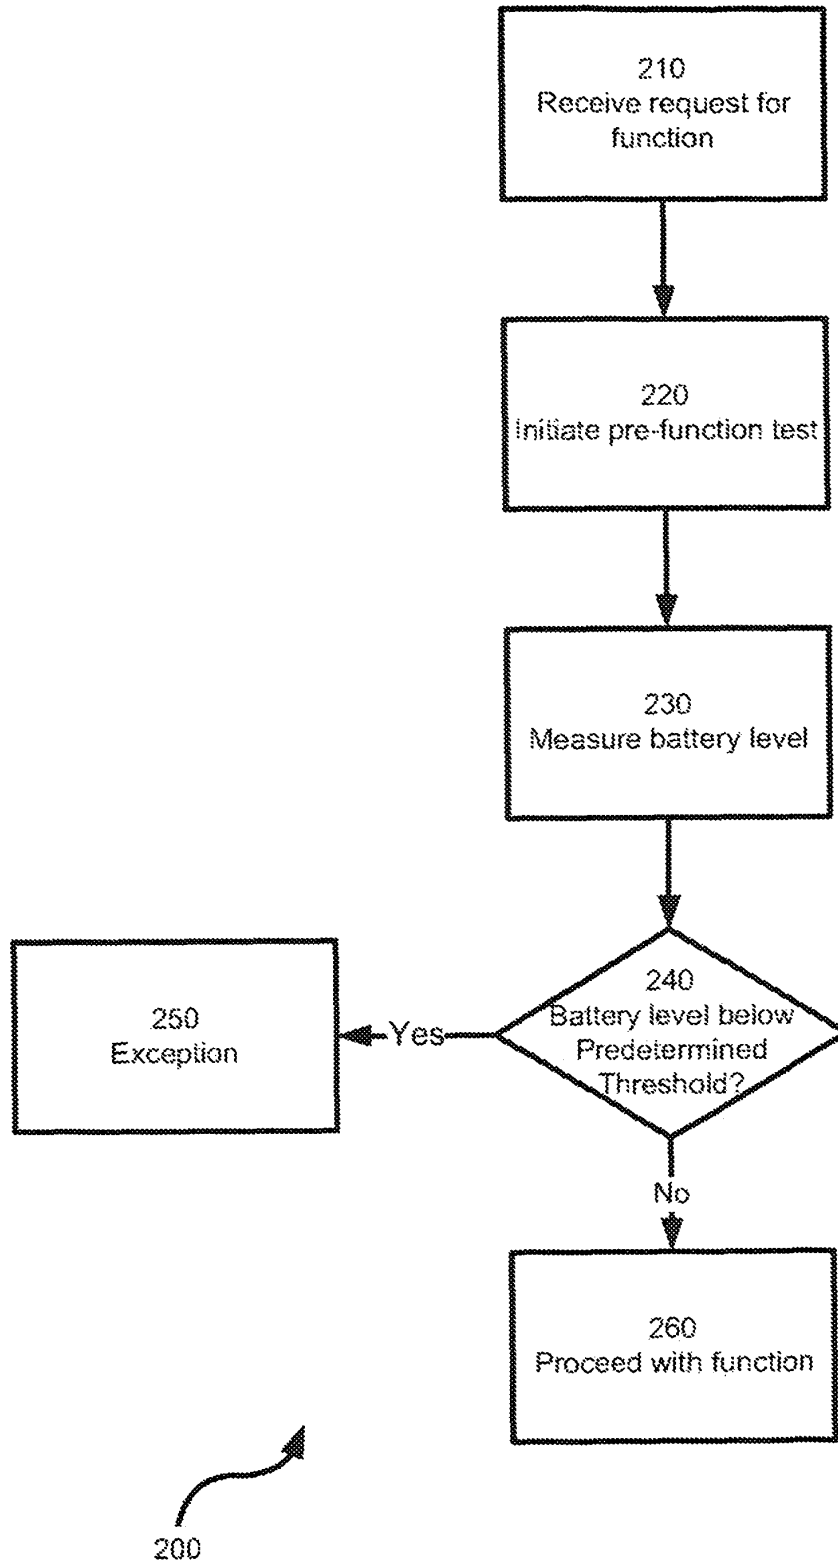 210
Receive request for
function
220
Initiate pre-function test
230
Measure battery level
240
Battery level below
Predetermined
Threshold?
Yes
250
Exception
No
260
Proceed with function
200